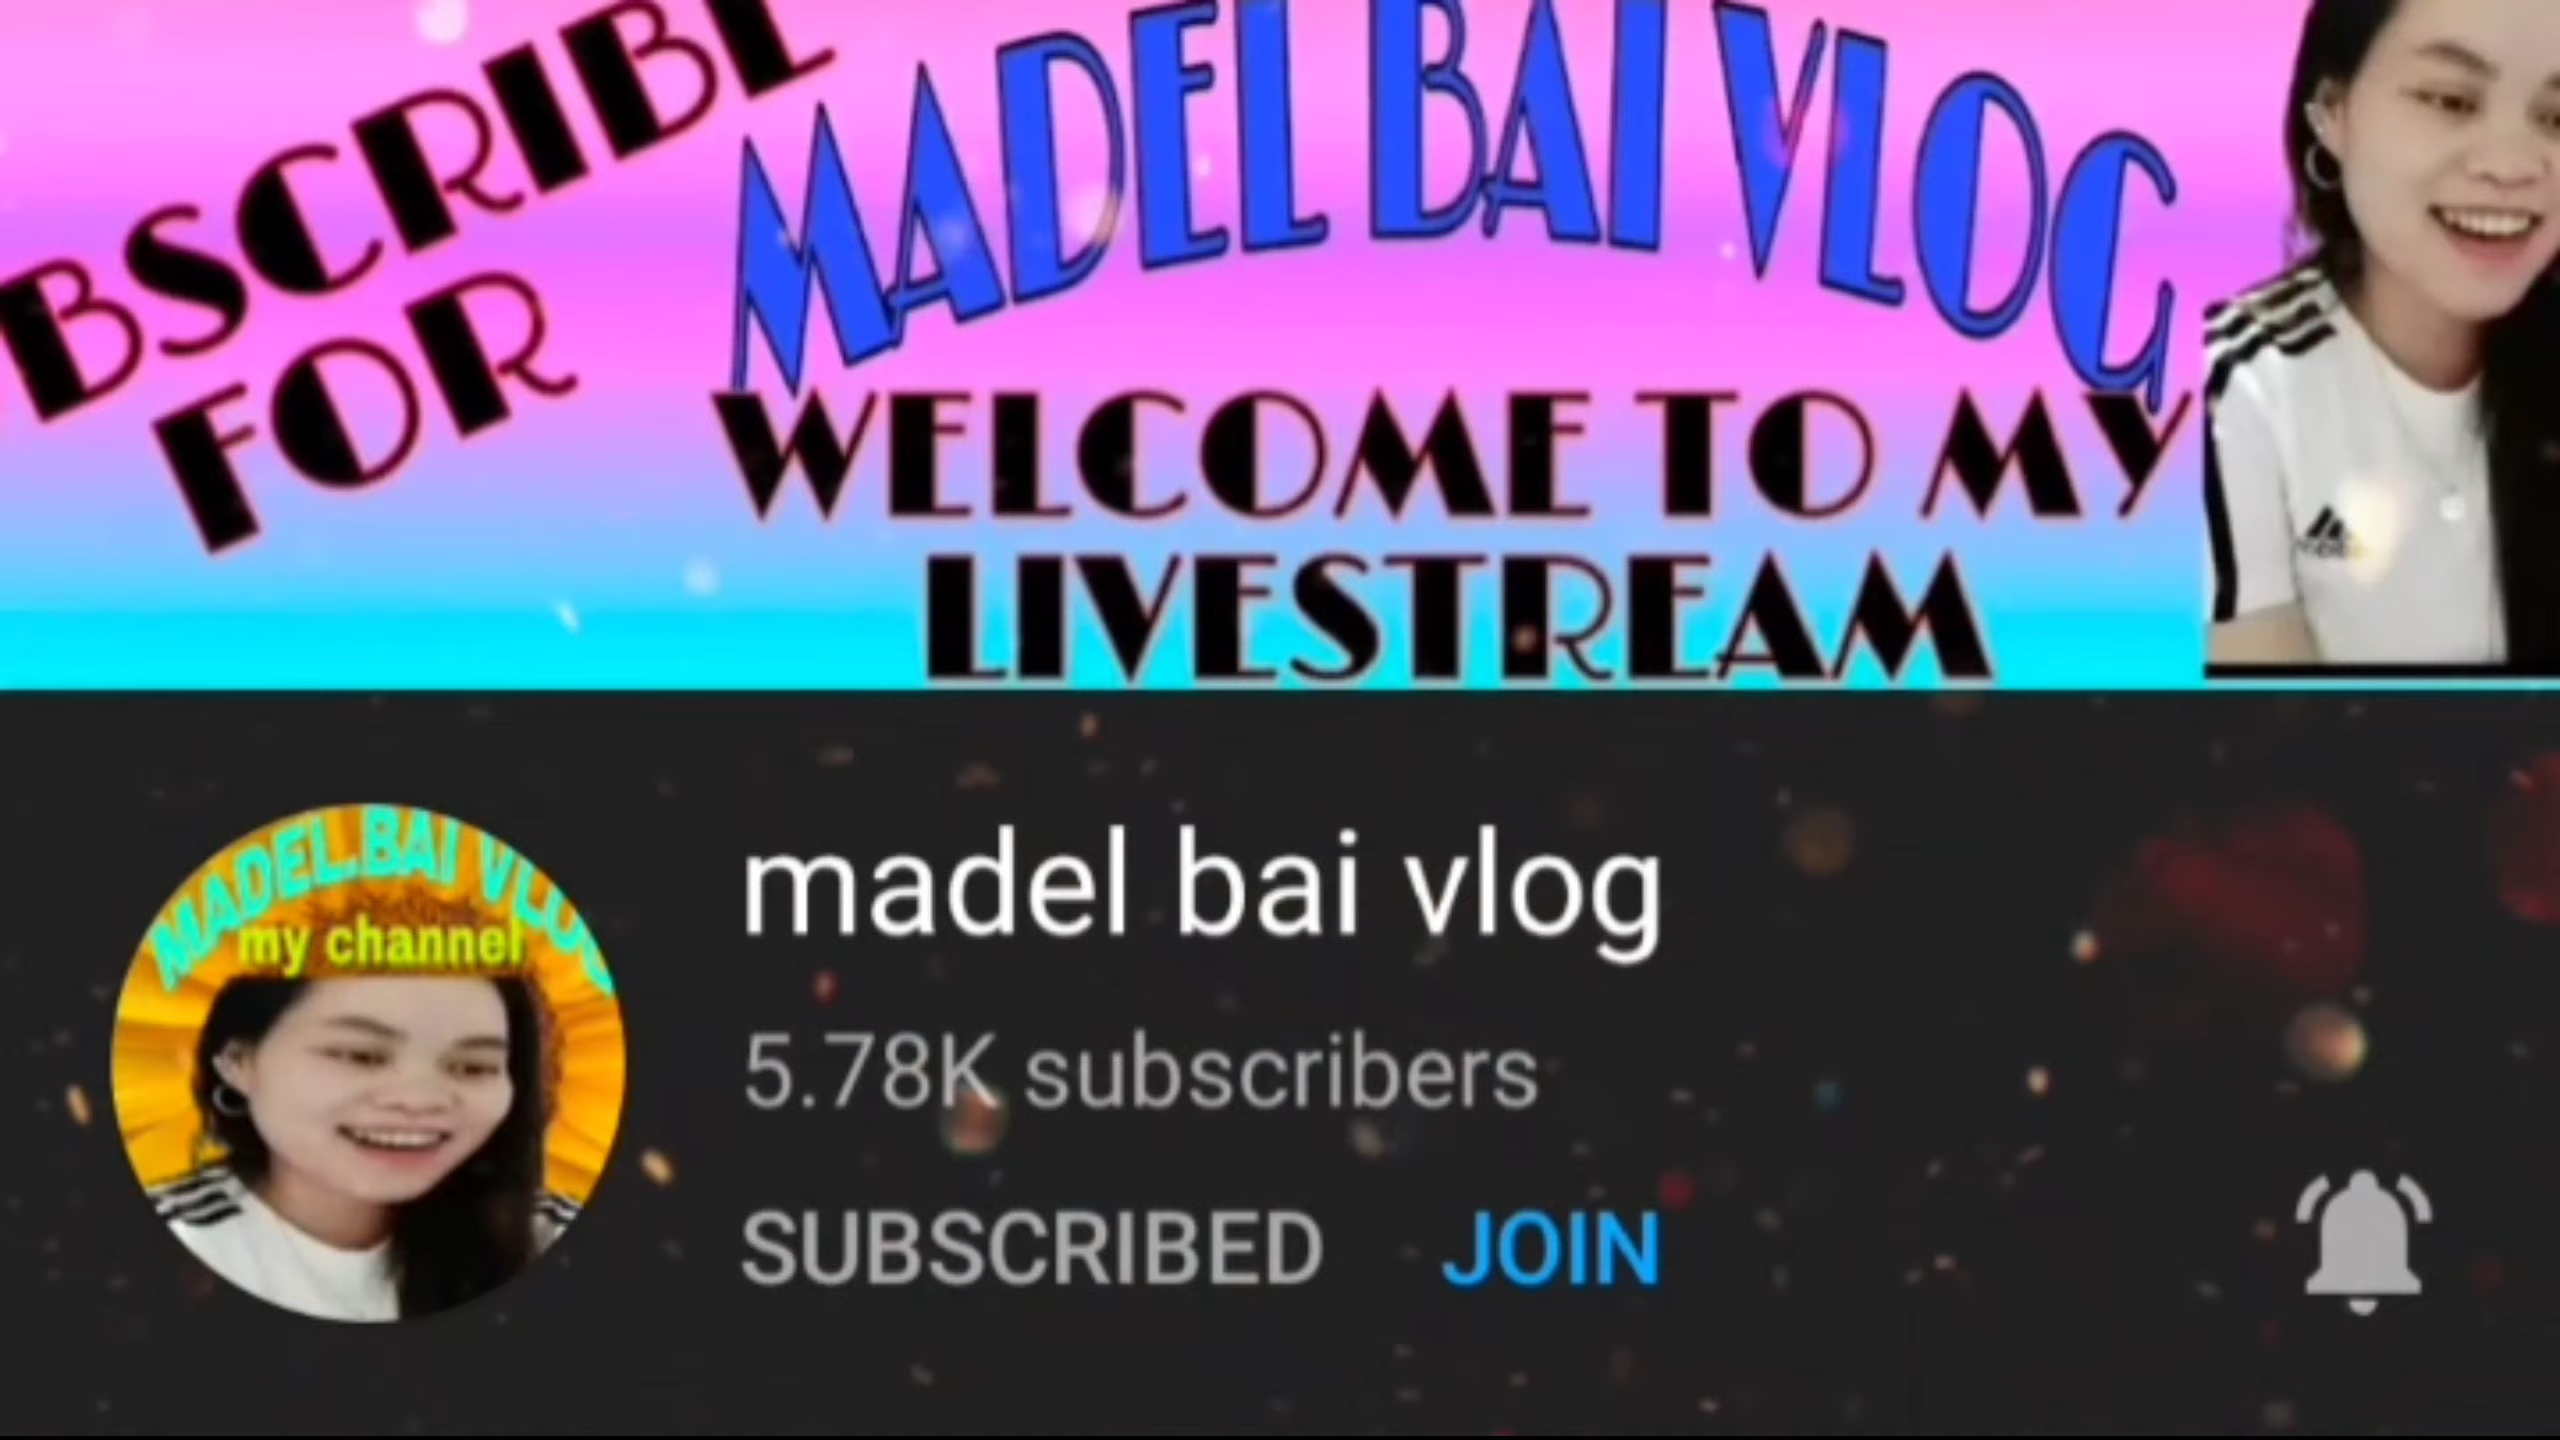 BSCRIBE
FOR
MADEL BAI VLOG
WELCOME TO MY
LIVESTREAM
MADEL.BAI VLOG
my channel
madel bai vlog
5.78K subscribers
SUBSCRIBED JOIN